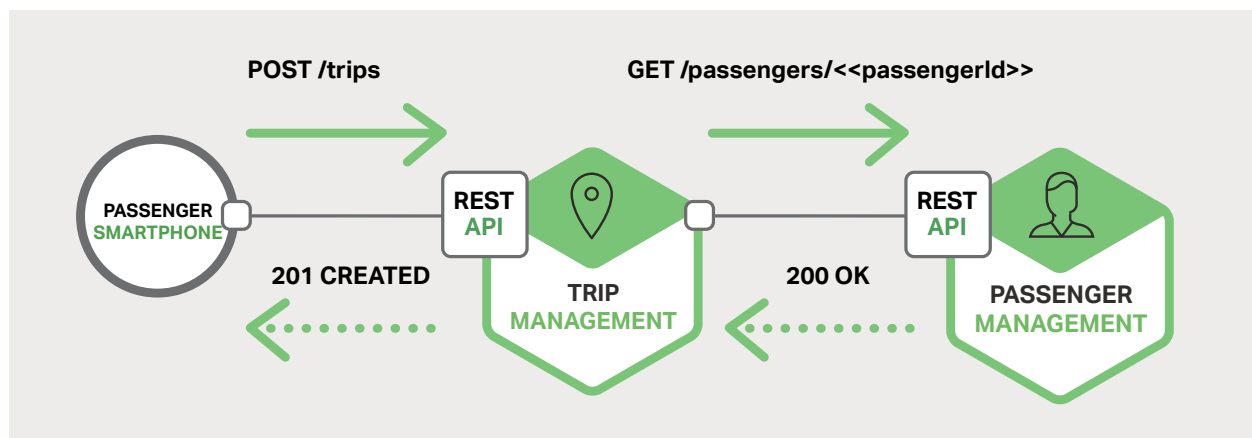 POST /trips
GET /passengers/<<passengerId>>
PASSENGER
SMARTPHONE
REST
API
REST
API
201 CREATED
200 OK
TRIP
MANAGEMENT
PASSENGER
MANAGEMENT